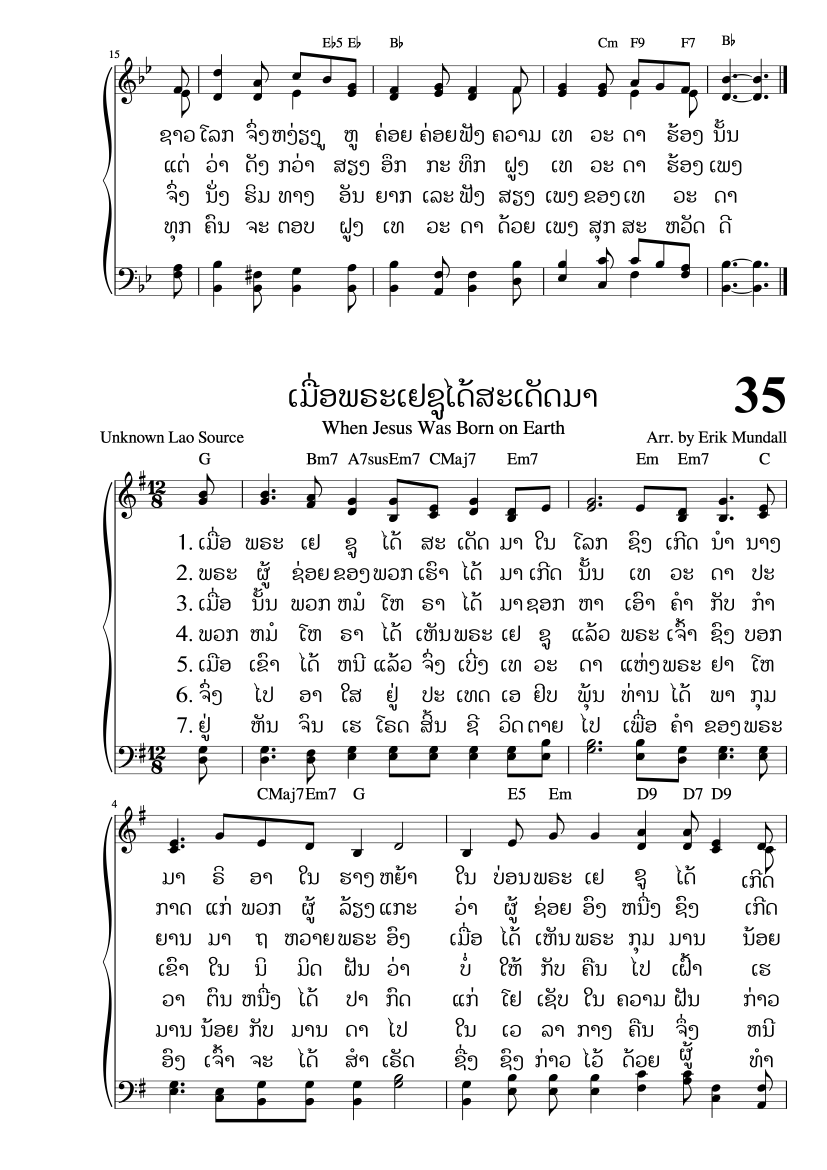 E♭5 E♭ B♭ Cm F9 F7 B♭
15
ຊາວ ໂລກ ຈຶ່ງ ຫງ່ຽງ ູ ຫູ ຄ່ອຍ ຄ່ອຍ ຟັງ ຄວາມ ເທ ວະ ດາ ຮ້ອງ ນັ້ນ
ແຕ່ ວ່າ ດັງ ກວ່າ ສຽງ ອຶກ ກະ ທຶກ ຝູງ ເທ ວະ ດາ ຮ້ອງ ເພງ
ຈົ່ງ ນັ່ງ ຮິມ ທາງ ອັນ ຍາກ ເລະ ຟັງ ສຽງ ເພງ ຂອງ ເທ ວະ ດາ
ທຸກ ຄົນ ຈະ ຕອບ ຝູງ ເທ ວະ ດາ ດ້ວຍ ເພງ ສຸກ ສະ ຫວັດ ດີ
ເມື່ອພຣະເຢຊູໄດ້ສະເດັດມາ 35
When Jesus Was Born on Earth
Unknown Lao Source Arr. by Erik Mundall
G Bm7 A7sus Em7 CMaj7 Em7 Em Em7 C
1. ເມື່ອ ພຣະ ເຢ ຊູ ໄດ້ ສະ ເດັດ ມາ ໃນ ໂລກ ຊົງ ເກີດ ນຳ ນາງ
2. ພຣະ ຜູ້ ຊ່ອຍ ຂອງ ພວກ ເຮົາ ໄດ້ ມາ ເກີດ ນັ້ນ ເທ ວະ ດາ ປະ
3. ເມື່ອ ນັ້ນ ພວກ ຫມໍ ໂຫ ຣາ ໄດ້ ມາ ຊອກ ຫາ ເອົາ ຄຳ ກັບ ກຳ
4. ພວກ ຫມໍ ໂຫ ຣາ ໄດ້ ເຫັນ ພຣະ ເຢ ຊູ ແລ້ວ ພຣະ ເຈົ້າ ຊົງ ບອກ
5. ເມືອ ເຂົາ ໄດ້ ຫນີ ແລ້ວ ຈຶ່ງ ເບິ່ງ ເທ ວະ ດາ ແຫ່ງ ພຣະ ຢາ ໂຫ
6. ຈຶ່ງ ໄປ ອາ ໃສ ຢູ່ ປະ ເທດ ເອ ຢິບ ພຸ້ນ ທ່ານ ໄດ້ ພາ ກຸມ
7. ຢູ່ ຫັນ ຈົນ ເຮ ໂຣດ ສິ້ນ ຊີ ວິດ ຕາຍ ໄປ ເພື່ອ ຄຳ ຂອງ ພຣະ
4 CMaj7 Em7 G E5 Em D9 D7 D9
ມາ ຣິ ອາ ໃນ ຮາງ ຫຍ້າ ໃນ ບ່ອນ ພຣະ ເຢ ຊູ ໄດ້ ເກີດ
ກາດ ແກ່ ພວກ ຜູ້ ລ້ຽງ ແກະ ວ່າ ຜູ້ ຊ່ອຍ ອົງ ຫນຶ່ງ ຊົງ ເກີດ
ຍານ ມາ ຖ ຫວາຍ ພຣະ ອົງ ເມື່ອ ໄດ້ ເຫັນ ພຣະ ກຸມ ມານ ນ້ອຍ
ເຂົາ ໃນ ນິ ມິດ ຝັນ ວ່າ ບໍ່ ໃຫ້ ກັບ ຄືນ ໄປ ເຝົ້າ ເຮ
ວາ ຕົນ ຫນື່ງ ໄດ້ ປາ ກົດ ແກ່ ໂຢ ເຊັບ ໃນ ຄວາມ ຝັນ ກ່າວ
ມານ ນ້ອຍ ກັບ ມານ ດາ ໄປ ໃນ ເວ ລາ ກາງ ຄືນ ຈຶ່ງ ຫນີ
ອົງ ເຈົ້າ ຈະ ໄດ້ ສຳ ເຣັດ ຊື່ງ ຊົງ ກ່າວ ໄວ້ ດ້ວຍ ຜູ້ ທຳ